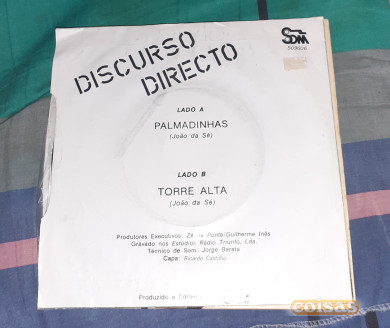 DISCURSO
DIRECTO
SDM
LADO A
PALMADINHAS
(João da Sé)
LADO B
TORRE ALTA
(João da Sé)
Produtores Executivos: Zé da Ponte/Guilherme Inês
Gravado nos Estúdios Rádio Triunfo, Lda.
Técnico de Som: Jorge Barata
Capa: Ricardo Castilho
Produzido e
coisas